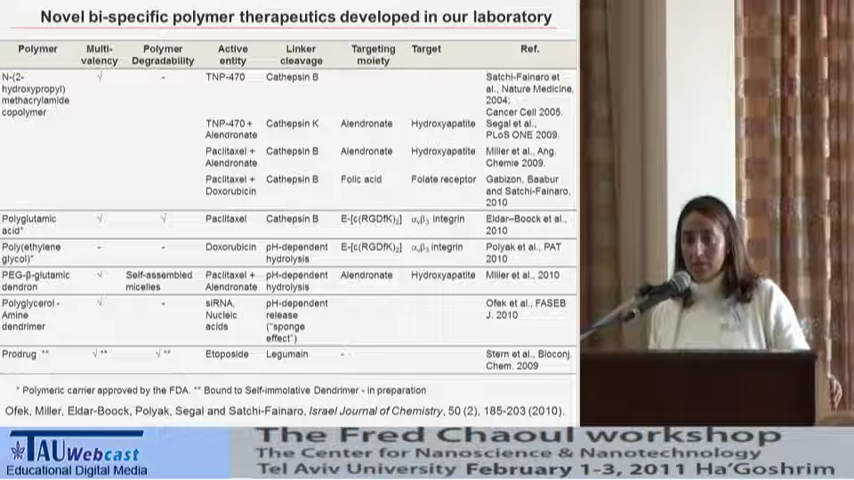 Novel bi-specific polymer therapeutics developed in our laboratory
Polymer Multi-valency Polymer Degradability Active entity Linker cleavage Targeting moiety Target Ref.
N-(2-hydroxypropyl) methacrylamide copolymer √ - TNP-470 Cathepsin B Satchi-Fainaro et al., Nature Medicine, 2004; Cancer Cell 2005.
TNP-470 + Alendronate Cathepsin K Alendronate Hydroxyapatite Segal et al., PLoS ONE 2009.
Paclitaxel + Alendronate Cathepsin B Alendronate Hydroxyapatite Miller et al., Ang. Chemie 2009.
Paclitaxel + Doxorubicin Cathepsin B Folic acid Folate receptor Gabizon, Baabur and Satchi-Fainaro, 2010
Polyglutamic acid* √ √ Paclitaxel Cathepsin B E-[c(RGDfK)₂] αᵥβ₃ integrin Eldar-Boock et al., 2010
Poly(ethylene glycol)* - - Doxorubicin pH-dependent hydrolysis E-[c(RGDfK)₂] αᵥβ₃ integrin Polyak et al., PAT 2010
PEG-β-glutamic dendron √ Self-assembled micelles Paclitaxel + Alendronate pH-dependent hydrolysis Alendronate Hydroxyapatite Miller et al., 2010
Polyglycerol - Amine dendrimer √ - siRNA, Nucleic acids pH-dependent release ("sponge effect") Ofek et al., FASEB J. 2010
Prodrug ** √** √** Etoposide Legumain - Stern et al., Bioconj. Chem. 2009
* Polymeric carrier approved by the FDA. ** Bound to Self-immolative Dendrimer - in preparation
Ofek, Miller, Eldar-Boock, Polyak, Segal and Satchi-Fainaro, Israel Journal of Chemistry, 50 (2), 185-203 (2010).
TAU Webcast
Educational Digital Media
The Fred Chaoul workshop
The Center for Nanoscience & Nanotechnology
Tel Aviv University February 1-3, 2011 Ha'Goshrim